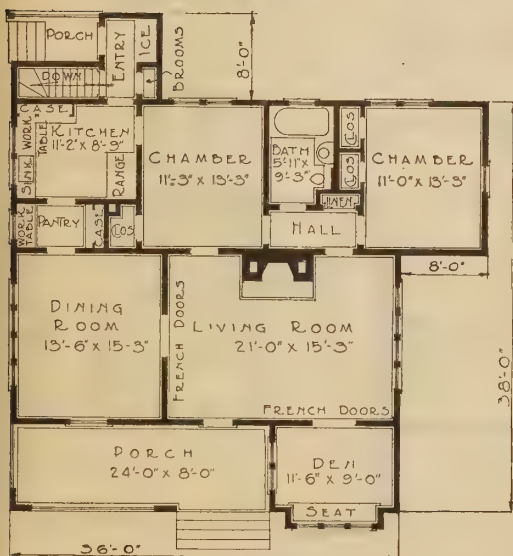 PORCH
DOWN
ENTRY
ICE
BROOMS
8'-0"
CASE
WORK
TABLE
SINK
KITCHEN
11'-2" X 8'-9"
RANGE
CHAMBER
11'-3" X 13'-3"
BATH
5'-11" X
9'-3"
CLOS
CLOS
LINEN
CHAMBER
11'-0" X 13'-3"
WORK
TABLE
PANTRY
CASE
CLOS
HALL
8'-0"
DINING
ROOM
13'-6" X 15'-3"
FRENCH DOORS
LIVING ROOM
21'-0" X 15'-3"
FRENCH DOORS
38'-0"
PORCH
24'-0" X 8'-0"
DEN
11'-6" X 9'-0"
SEAT
36'-0"